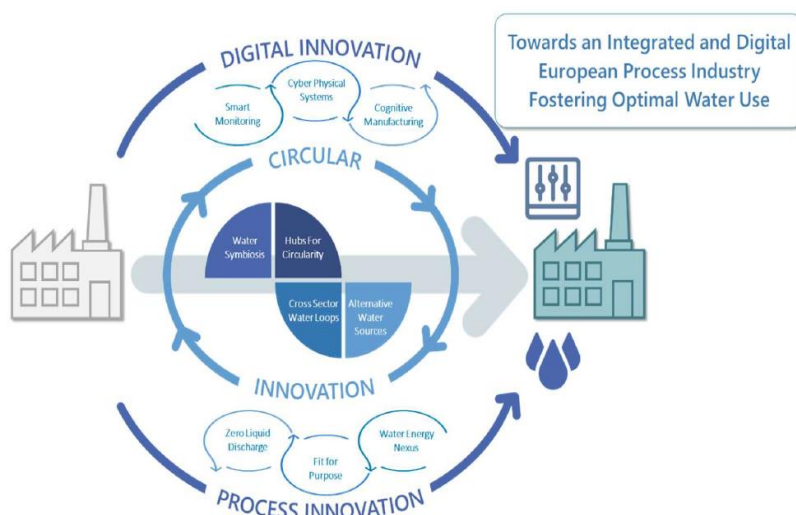 Towards an Integrated and Digital
European Process Industry
Fostering Optimal Water Use
DIGITAL INNOVATION
Smart
Monitoring
Cyber Physical
Systems
Cognitive
Manufacturing
CIRCULAR
Water
Symbiosis
Hubs For
Circularity
Cross Sector
Water Loops
Alternative
Water
Sources
INNOVATION
Zero Liquid
Discharge
Fit for
Purpose
Water Energy
Nexus
PROCESS INNOVATION